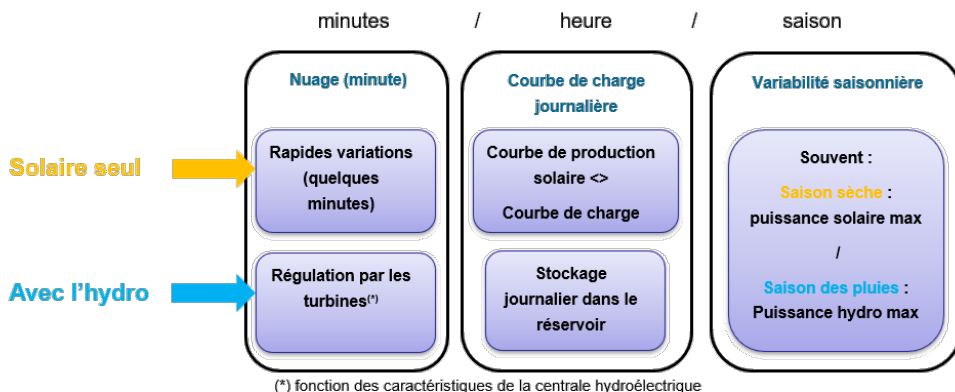 minutes / heure / saison
Nuage (minute)
Courbe de charge
journalière
Variabilité saisonnière
Solaire seul
Rapides variations
(quelques
minutes)
Courbe de production
solaire <>
Courbe de charge
Souvent :
Saison sèche :
puissance solaire max
/
Saison des pluies :
Puissance hydro max
Avec l'hydro
Régulation par les
turbines(*)
Stockage
journalier dans le
réservoir
(*) fonction des caractéristiques de la centrale hydroélectrique